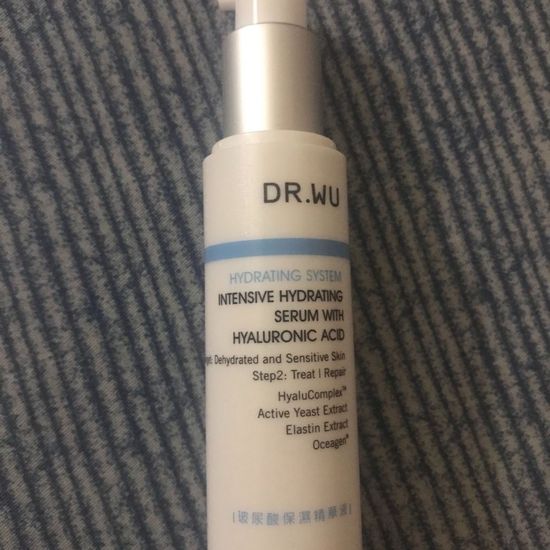 DR.WU
HYDRATING SYSTEM
INTENSIVE HYDRATING
SERUM WITH
HYALURONIC ACID
Dehydrated and Sensitive Skin
Step2: Treat | Repair
HyaluComplex™
Active Yeast Extract
Elastin Extract
Oceagen®
| 玻尿酸保濕精華液 |